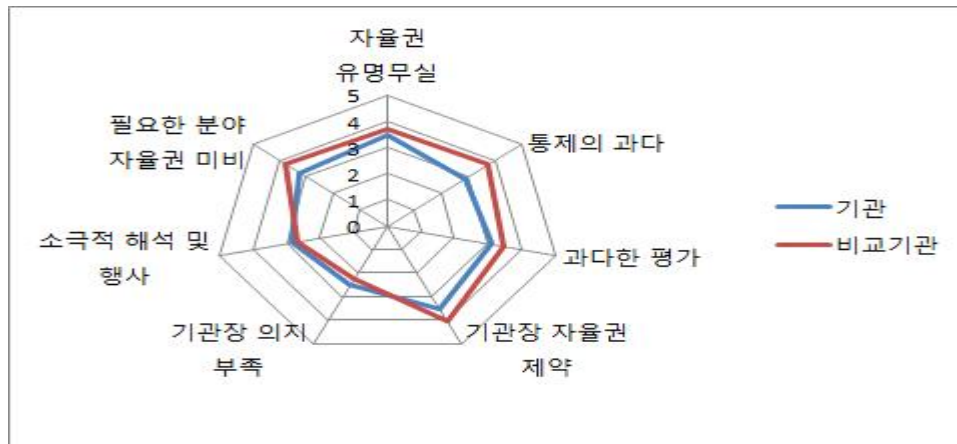 자율권
유명무실
5
4
3
2
1
0
통제의 과다
과다한 평가
기관장 자율권
제약
기관장 의지
부족
소극적 해석 및
행사
필요한 분야
자율권 미비
기관
비교기관